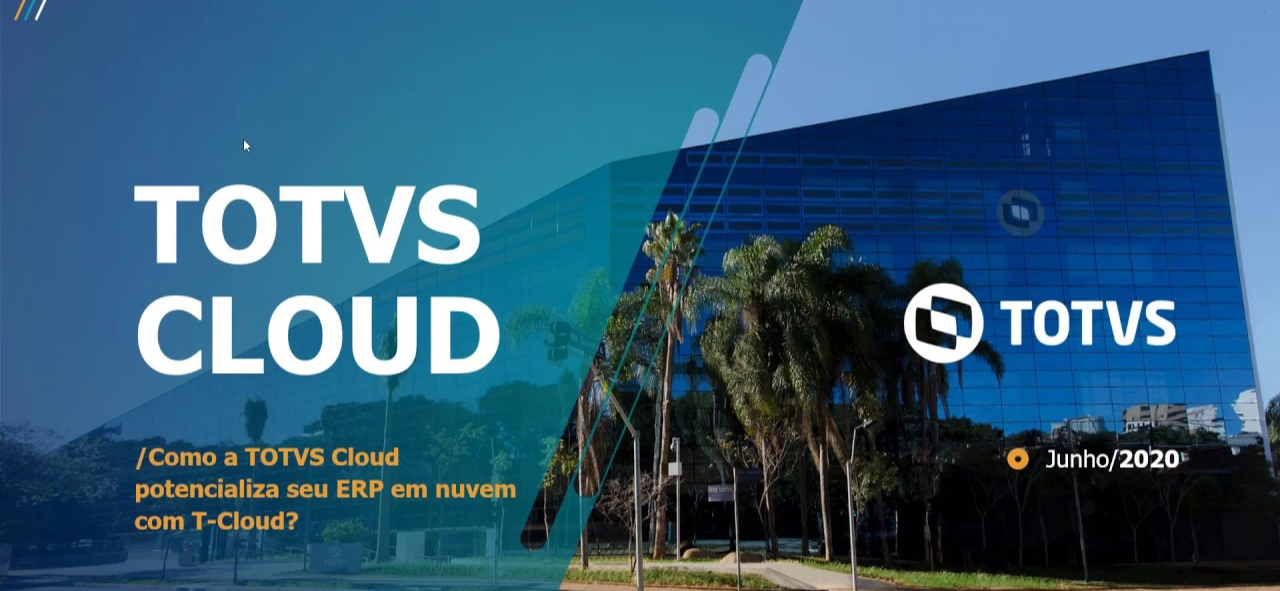 TOTVS
CLOUD
/Como a TOTVS Cloud
potencializa seu ERP em nuvem
com T-Cloud?
TOTVS
Junho/2020